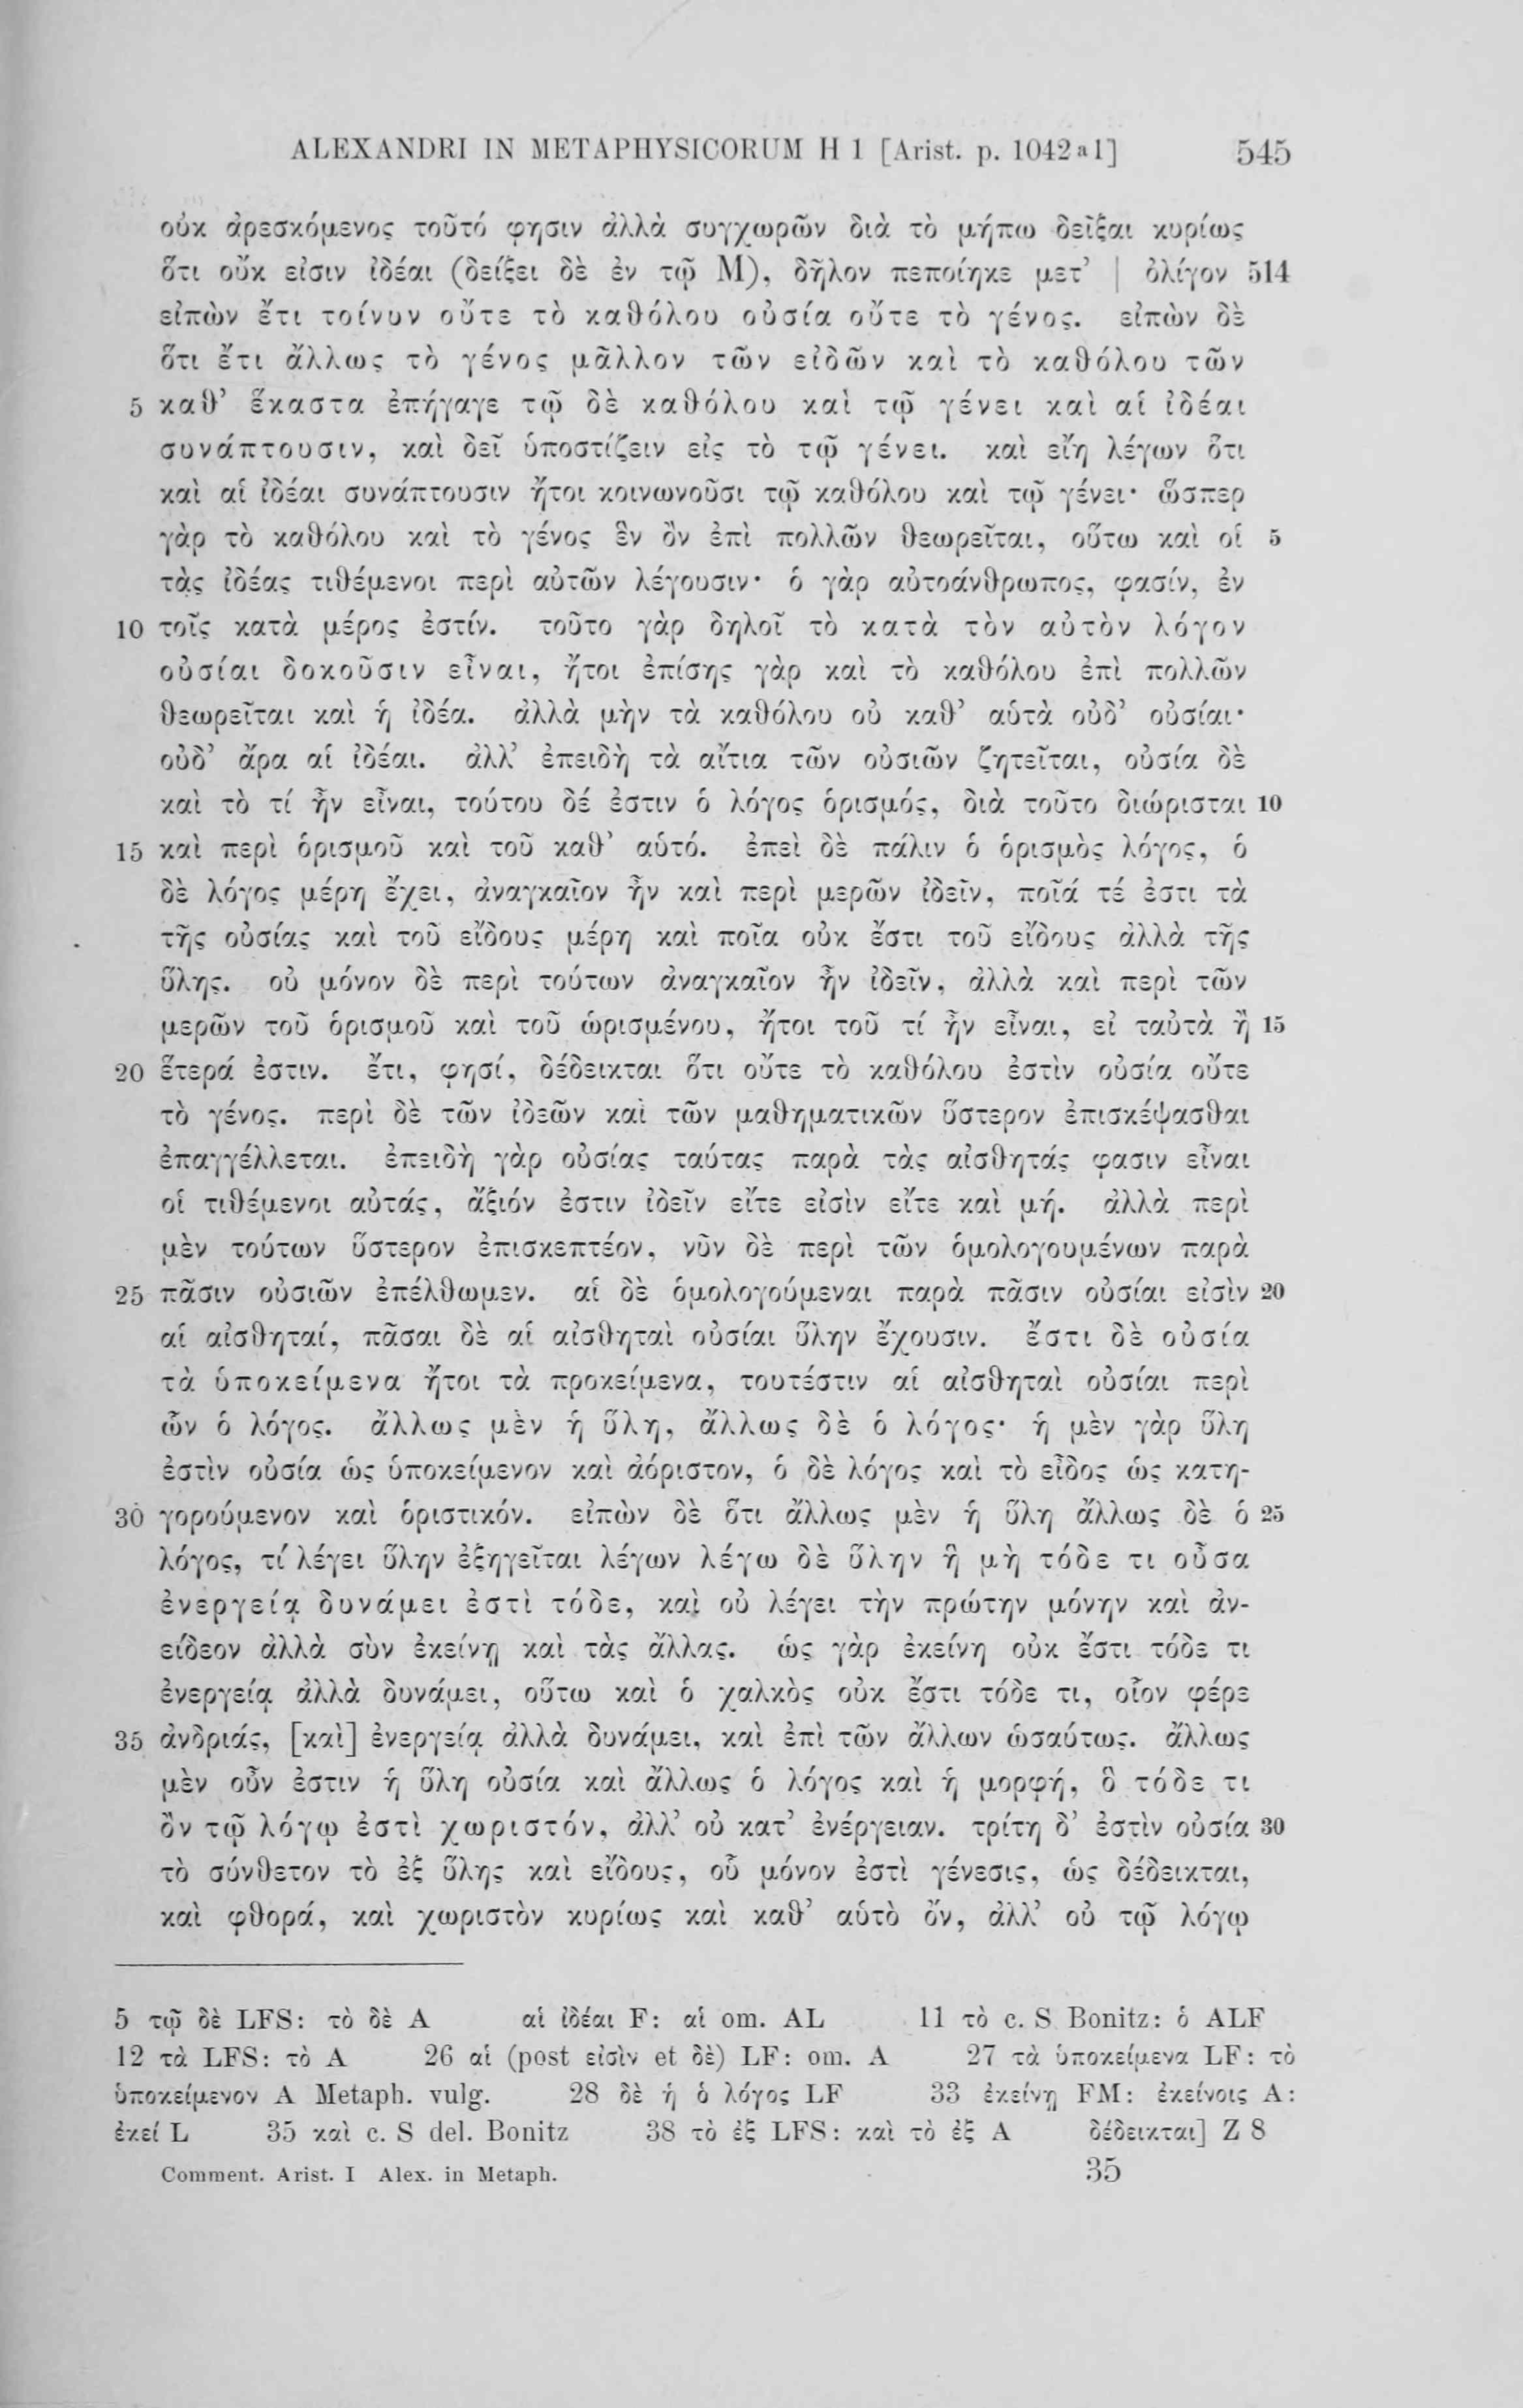 ALEXANDRI IN METAPHYSICORUM H 1 [Arist. p. 1042 a 1] 545
οὐκ ἀρεσκόμενος τοῦτό φησιν ἀλλὰ συγχωρῶν διὰ τὸ μήπω δεῖξαι κυρίως
ὅτι οὔκ εἰσιν ἰδέαι (δείξει δὲ ἐν τῷ Μ), δῆλον πεποίηκε μετ’ | ὀλίγον 514
εἰπὼν ἔτι τοίνυν οὔτε τὸ καθόλου οὐσία οὔτε τὸ γένος. εἰπὼν δὲ
ὅτι ἔτι ἄλλως τὸ γένος μᾶλλον τῶν εἰδῶν καὶ τὸ καθόλου τῶν
5 καθ’ ἕκαστα ἐπήγαγε τῷ δὲ καθόλου καὶ τῷ γένει καὶ αἱ ἰδέαι
συνάπτουσιν, καὶ δεῖ ὑποστίζειν εἰς τὸ τῷ γένει. καὶ εἴη λέγων ὅτι
καὶ αἱ ἰδέαι συνάπτουσιν ἤτοι κοινωνοῦσι τῷ καθόλου καὶ τῷ γένει· ὥσπερ
γὰρ τὸ καθόλου καὶ τὸ γένος ἓν ὂν ἐπὶ πολλῶν θεωρεῖται, οὕτω καὶ οἱ 5
τὰς ἰδέας τιθέμενοι περὶ αὐτῶν λέγουσιν· ὁ γὰρ αὐτοάνθρωπος, φασίν, ἐν
10 τοῖς κατὰ μέρος ἐστίν. τοῦτο γὰρ δηλοῖ τὸ κατὰ τὸν αὐτὸν λόγον
οὐσίαι δοκοῦσιν εἶναι, ἤτοι ἐπίσης γὰρ καὶ τὸ καθόλου ἐπὶ πολλῶν
θεωρεῖται καὶ ἡ ἰδέα. ἀλλὰ μὴν τὰ καθόλου οὐ καθ’ αὑτὰ οὐδ’ οὐσίαι·
οὐδ’ ἄρα αἱ ἰδέαι. ἀλλ’ ἐπειδὴ τὰ αἴτια τῶν οὐσιῶν ζητεῖται, οὐσία δὲ
καὶ τὸ τί ἦν εἶναι, τούτου δέ ἐστιν ὁ λόγος ὁρισμός, διὰ τοῦτο διώρισται 10
15 καὶ περὶ ὁρισμοῦ καὶ τοῦ καθ’ αὑτό. ἐπεὶ δὲ πάλιν ὁ ὁρισμὸς λόγος, ὁ
δὲ λόγος μέρη ἔχει, ἀναγκαῖον ἦν καὶ περὶ μερῶν ἰδεῖν, ποῖά τέ ἐστι τὰ
τῆς οὐσίας καὶ τοῦ εἴδους μέρη καὶ ποῖα οὐκ ἔστι τοῦ εἴδους ἀλλὰ τῆς
ὕλης. οὐ μόνον δὲ περὶ τούτων ἀναγκαῖον ἦν ἰδεῖν, ἀλλὰ καὶ περὶ τῶν
μερῶν τοῦ ὁρισμοῦ καὶ τοῦ ὡρισμένου, ἤτοι τοῦ τί ἦν εἶναι, εἰ ταὐτὰ ἢ 15
20 ἕτερά ἐστιν. ἔτι, φησί, δέδεικται ὅτι οὔτε τὸ καθόλου ἐστὶν οὐσία οὔτε
τὸ γένος. περὶ δὲ τῶν ἰδεῶν καὶ τῶν μαθηματικῶν ὕστερον ἐπισκέψασθαι
ἐπαγγέλλεται. ἐπειδὴ γὰρ οὐσίας ταύτας παρὰ τὰς αἰσθητάς φασιν εἶναι
οἱ τιθέμενοι αὐτάς, ἄξιόν ἐστιν ἰδεῖν εἴτε εἰσὶν εἴτε καὶ μή. ἀλλὰ περὶ
μὲν τούτων ὕστερον ἐπισκεπτέον, νῦν δὲ περὶ τῶν ὁμολογουμένων παρὰ
25 πᾶσιν οὐσιῶν ἐπέλθωμεν. αἱ δὲ ὁμολογούμεναι παρὰ πᾶσιν οὐσίαι εἰσὶν 20
αἱ αἰσθηταί, πᾶσαι δὲ αἱ αἰσθηταὶ οὐσίαι ὕλην ἔχουσιν. ἔστι δὲ οὐσία
τὰ ὑποκείμενα ἤτοι τὰ προκείμενα, τουτέστιν αἱ αἰσθηταὶ οὐσίαι περὶ
ὧν ὁ λόγος. ἄλλως μὲν ἡ ὕλη, ἄλλως δὲ ὁ λόγος· ἡ μὲν γὰρ ὕλη
ἐστὶν οὐσία ὡς ὑποκείμενον καὶ ἀόριστον, ὁ δὲ λόγος καὶ τὸ εἶδος ὡς κατη-
30 γορούμενον καὶ ὁριστικόν. εἰπὼν δὲ ὅτι ἄλλως μὲν ἡ ὕλη ἄλλως δὲ ὁ 25
λόγος, τί λέγει ὕλην ἐξηγεῖται λέγων λέγω δὲ ὕλην ἣ μὴ τόδε τι οὖσα
ἐνεργείᾳ δυνάμει ἐστὶ τόδε, καὶ οὐ λέγει τὴν πρώτην μόνην καὶ ἀν-
είδεον ἀλλὰ σὺν ἐκείνῃ καὶ τὰς ἄλλας. ὡς γὰρ ἐκείνη οὐκ ἔστι τόδε τι
ἐνεργείᾳ ἀλλὰ δυνάμει, οὕτω καὶ ὁ χαλκὸς οὐκ ἔστι τόδε τι, οἷον φέρε
35 ἀνδριάς, [καὶ] ἐνεργείᾳ ἀλλὰ δυνάμει, καὶ ἐπὶ τῶν ἄλλων ὡσαύτως. ἄλλως
μὲν οὖν ἐστιν ἡ ὕλη οὐσία καὶ ἄλλως ὁ λόγος καὶ ἡ μορφή, ὃ τόδε τι
ὂν τῷ λόγῳ ἐστὶ χωριστόν, ἀλλ’ οὐ κατ’ ἐνέργειαν. τρίτη δ’ ἐστὶν οὐσία 30
τὸ σύνθετον τὸ ἐξ ὕλης καὶ εἴδους, οὗ μόνον ἐστὶ γένεσις, ὡς δέδεικται,
καὶ φθορά, καὶ χωριστὸν κυρίως καὶ καθ’ αὑτὸ ὄν, ἀλλ’ οὐ τῷ λόγῳ
5 τῷ δὲ LFS: τὸ δὲ A αἱ ἰδέαι F: αἱ om. AL 11 τὸ c. S Bonitz: ὁ ALF
12 τὰ LFS: τὸ A 26 αἱ (post εἰσὶν et δὲ) LF: om. A 27 τὰ ὑποκείμενα LF: τὸ
ὑποκείμενον A Metaph. vulg. 28 δὲ ἡ ὁ λόγος LF 33 ἐκείνῃ FM: ἐκείνοις A:
ἐκεί L 35 καὶ c. S del. Bonitz 38 τὸ ἐξ LFS: καὶ τὸ ἐξ A δέδεικται] Z 8
Comment. Arist. I Alex. in Metaph. 35